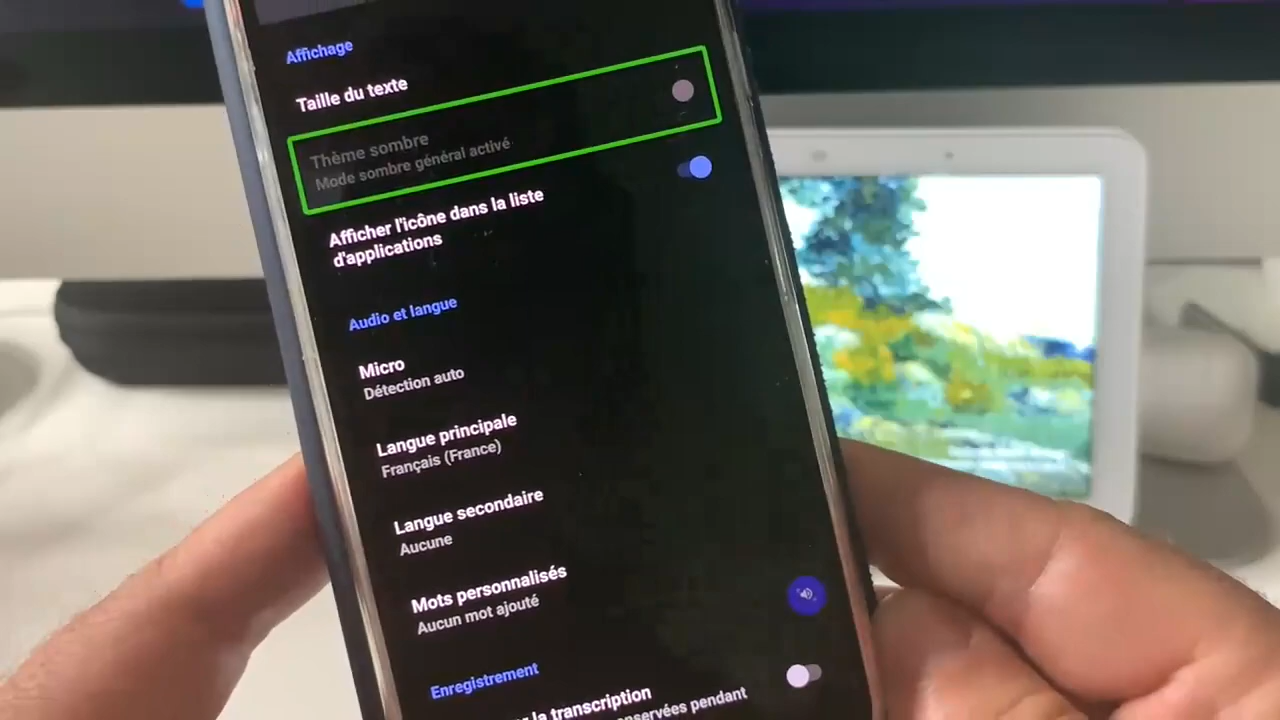 Affichage
Taille du texte
Thème sombre
Mode sombre général activé
Afficher l'icône dans la liste
d'applications
Audio et langue
Micro
Détection auto
Langue principale
Français (France)
Langue secondaire
Aucune
Mots personnalisés
Aucun mot ajouté
Enregistrement
la transcription
pendant